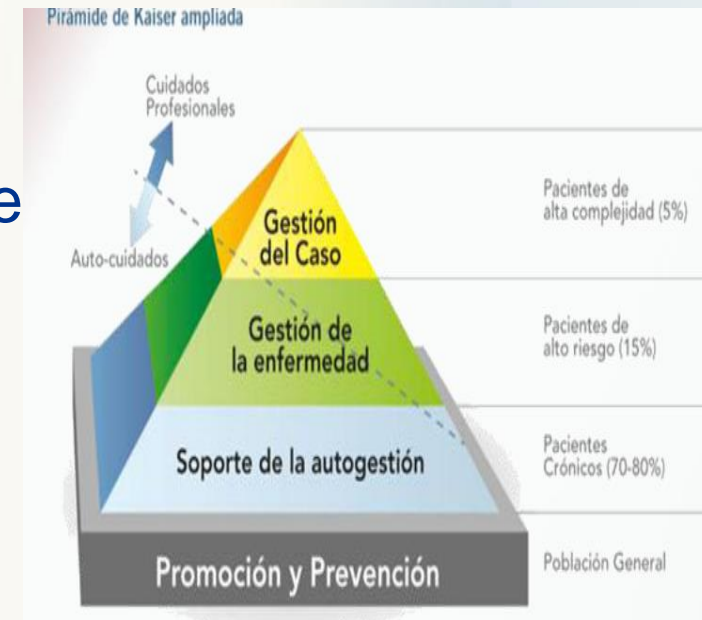 Pirámide de Kaiser ampliada
Cuidados
Profesionales
e
Auto-cuidados
Gestión
del Caso
Pacientes de
alta complejidad (5%)
Gestión de
la enfermedad
Pacientes de
alto riesgo (15%)
Soporte de la autogestión
Pacientes
Crónicos (70-80%)
Promoción y Prevención
Población General